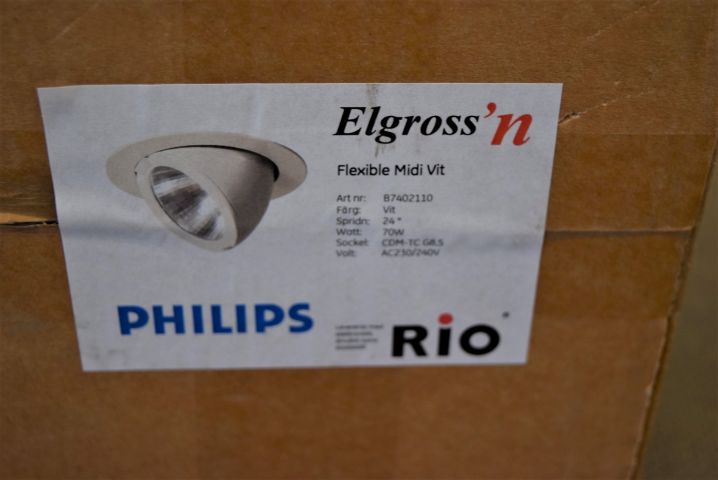 Elgross'n
Flexible Midi Vit
Art nr: B7402110
Färg: Vit
Spridn: 24 °
Watt: 70W
Socket: CDM-TC G8,5
Volt: AC230/240V
PHILIPS
RIO